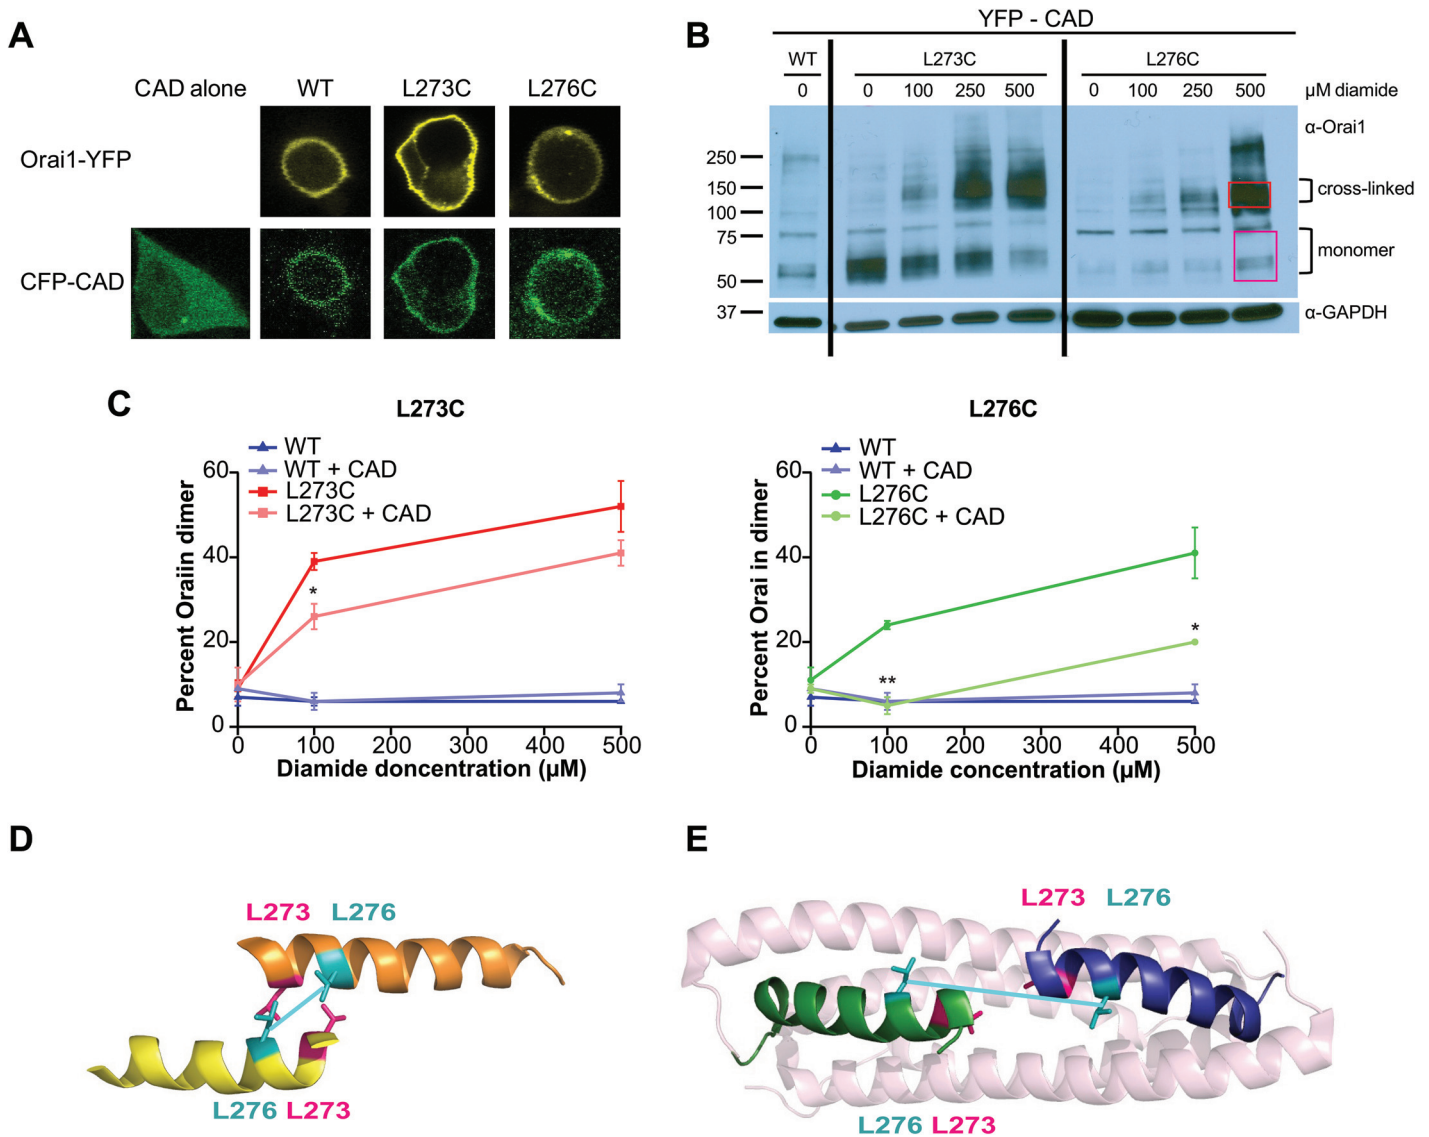 A
CAD alone WT L273C L276C
Orai1-YFP
CFP-CAD
B
YFP - CAD
WT L273C L276C
0 0 100 250 500 0 100 250 500 µM diamide
α-Orai1
250
150
100
75
50
37
cross-linked
monomer
α-GAPDH
C
L273C
WT
WT + CAD
L273C
L273C + CAD
Percent Oraiin dimer
60
40
20
0
*
0 100 200 300 400 500
Diamide doncentration (µM)
L276C
WT
WT + CAD
L276C
L276C + CAD
Percent Orai in dimer
60
40
20
0
**
*
0 100 200 300 400 500
Diamide concentration (µM)
D
L273 L276
L276 L273
E
L273 L276
L276 L273